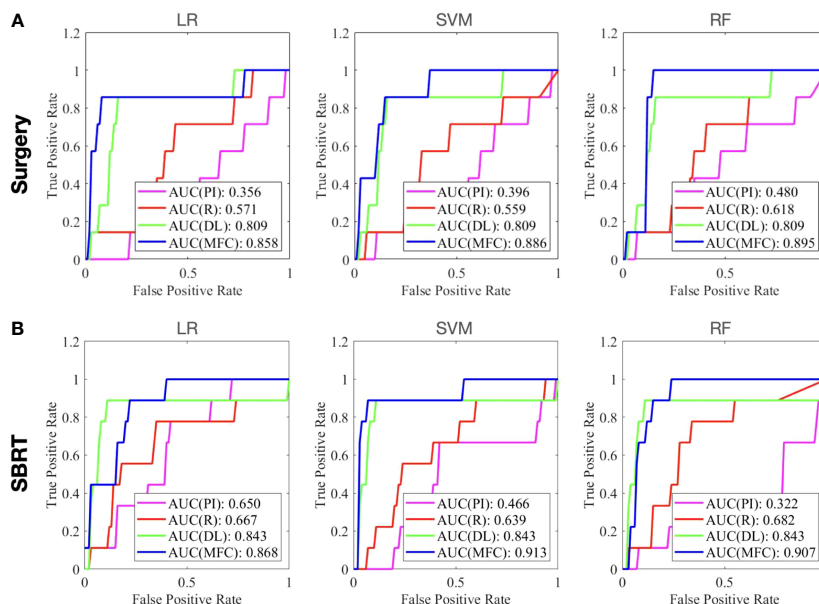 A
Surgery
LR
1.2
1
0.8
0.6
0.4
0.2
0
0
0.5
1
True Positive Rate
False Positive Rate
AUC(PI): 0.356
AUC(R): 0.571
AUC(DL): 0.809
AUC(MFC): 0.858
SVM
1.2
1
0.8
0.6
0.4
0.2
0
0
0.5
1
True Positive Rate
False Positive Rate
AUC(PI): 0.396
AUC(R): 0.559
AUC(DL): 0.809
AUC(MFC): 0.886
RF
1.2
1
0.8
0.6
0.4
0.2
0
0
0.5
True Positive Rate
False Positive Rate
AUC(PI): 0.480
AUC(R): 0.618
AUC(DL): 0.809
AUC(MFC): 0.895
B
SBRT
LR
1.2
1
0.8
0.6
0.4
0.2
0
0
0.5
1
True Positive Rate
False Positive Rate
AUC(PI): 0.650
AUC(R): 0.667
AUC(DL): 0.843
AUC(MFC): 0.868
SVM
1.2
1
0.8
0.6
0.4
0.2
0
0
0.5
1
True Positive Rate
False Positive Rate
AUC(PI): 0.466
AUC(R): 0.639
AUC(DL): 0.843
AUC(MFC): 0.913
RF
1.2
1
0.8
0.6
0.4
0.2
0
0
0.5
True Positive Rate
False Positive Rate
AUC(PI): 0.322
AUC(R): 0.682
AUC(DL): 0.843
AUC(MFC): 0.907